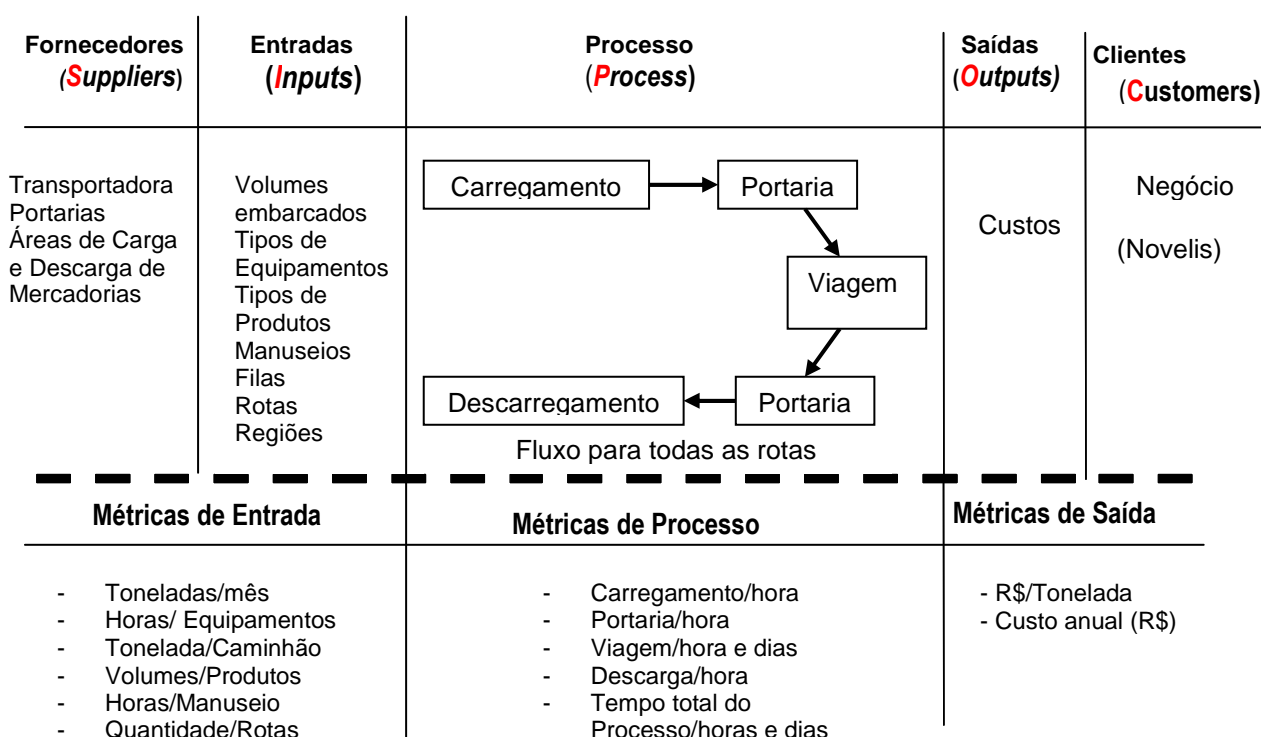 Fornecedores
(Suppliers)
Entradas
(Inputs)
Processo
(Process)
Saídas
(Outputs)
Clientes
(Customers)
Transportadora
Portarias
Áreas de Carga
e Descarga de
Mercadorias
Volumes
embarcados
Tipos de
Equipamentos
Tipos de
Produtos
Manuseios
Filas
Rotas
Regiões
Carregamento
Portaria
Viagem
Descarregamento
Portaria
Fluxo para todas as rotas
Custos
Negócio
(Novelis)
Métricas de Entrada
Métricas de Processo
Métricas de Saída
- Toneladas/mês
- Horas/ Equipamentos
- Tonelada/Caminhão
- Volumes/Produtos
- Horas/Manuseio
- Quantidade/Rotas
- Carregamento/hora
- Portaria/hora
- Viagem/hora e dias
- Descarga/hora
- Tempo total do
Processo/horas e dias
- R$/Tonelada
- Custo anual (R$)